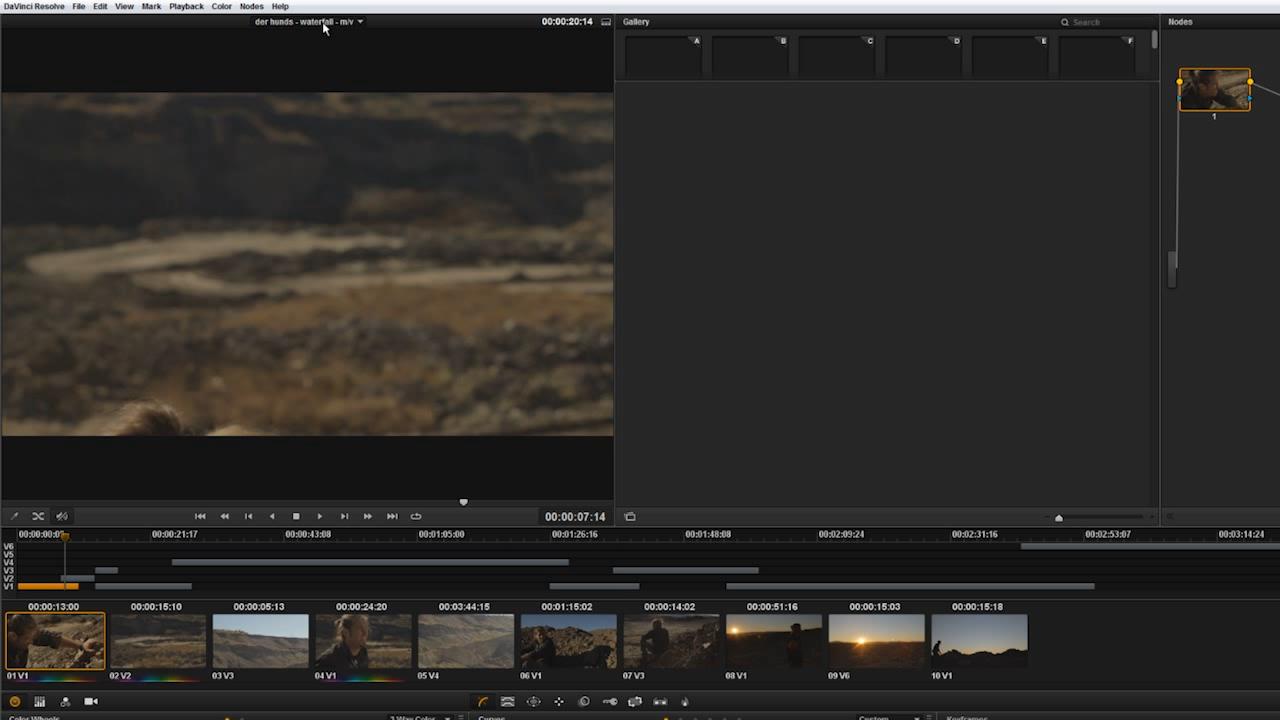 DaVinci Resolve File Edit View Mark Playback Color Nodes Help
der hunds - waterfall - m/v 00:00:20:14 Gallery Search Nodes
A B C D E F
1
00:00:07:14
00:00:00:0 00:00:21:17 00:00:43:08 00:01:05:00 00:01:26:16 00:01:48:08 00:02:09:24 00:02:31:16 00:02:53:07 00:03:14:24
V6
V5
V4
V3
V2
V1
00:00:13:00 00:00:15:10 00:00:05:13 00:00:24:20 00:03:44:15 00:01:15:02 00:00:14:02 00:00:51:16 00:00:15:03 00:00:15:18
01 V1 02 V2 03 V3 04 V1 05 V4 06 V1 07 V3 08 V1 09 V6 10 V1
Color Wheels 3 Way Color Curves Custom Keyframes